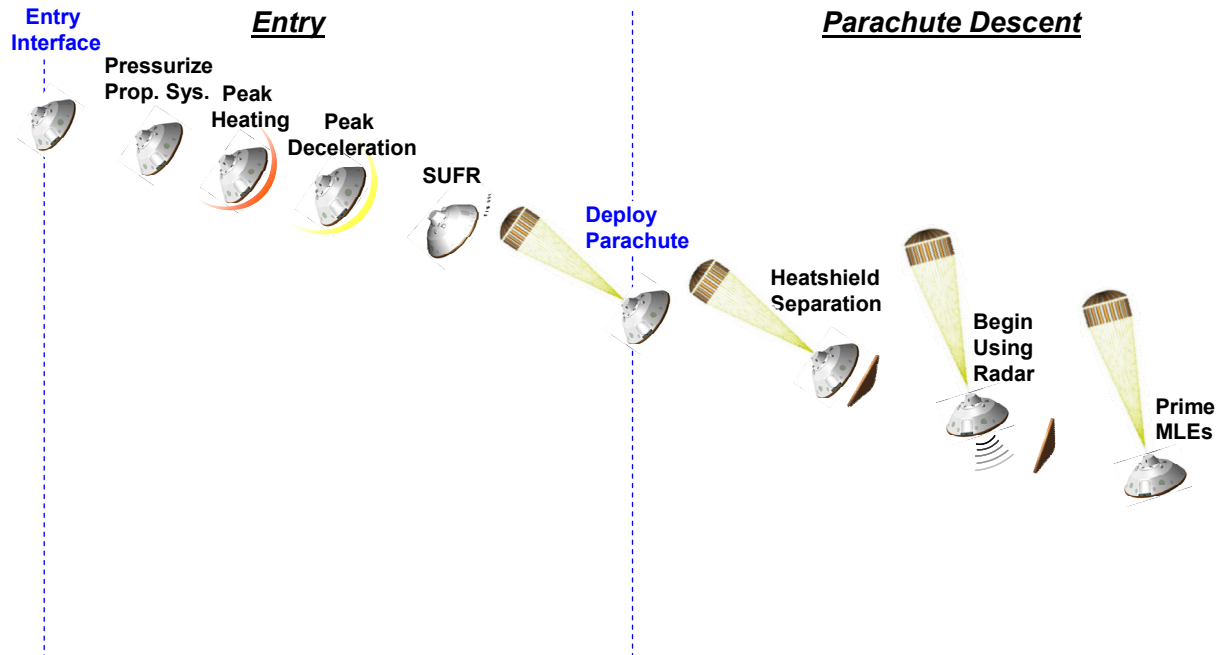 Entry
Interface
Entry
Parachute Descent
Pressurize
Prop. Sys.
Peak
Heating
Peak
Deceleration
SUFR
Deploy
Parachute
Heatshield
Separation
Begin
Using
Radar
Prime
MLEs